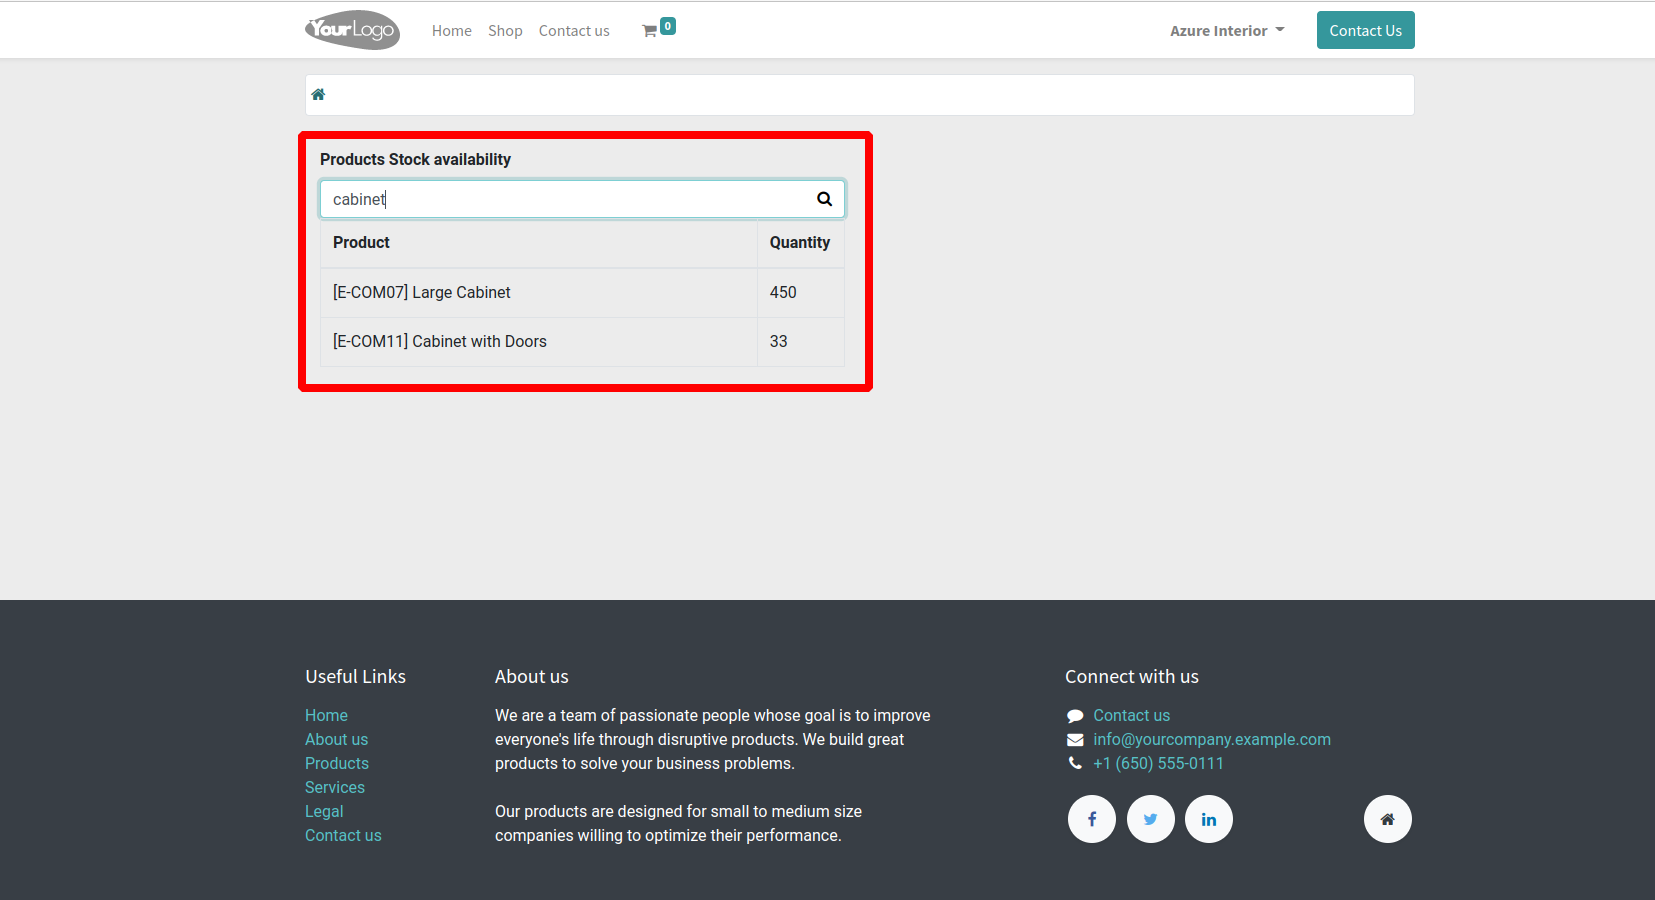 YourLogo Home Shop Contact us 0 Azure Interior Contact Us
Products Stock availability
cabinet
Product Quantity
[E-COM07] Large Cabinet 450
[E-COM11] Cabinet with Doors 33
Useful Links
Home
About us
Products
Services
Legal
Contact us
About us
We are a team of passionate people whose goal is to improve
everyone's life through disruptive products. We build great
products to solve your business problems.
Our products are designed for small to medium size
companies willing to optimize their performance.
Connect with us
Contact us
info@yourcompany.example.com
+1 (650) 555-0111